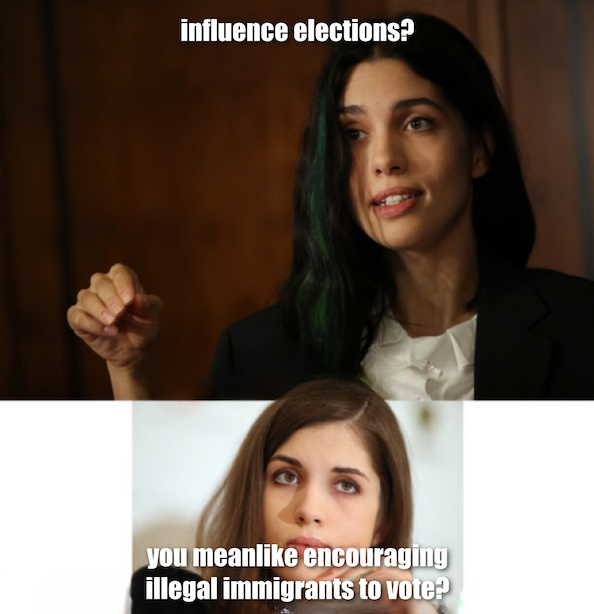 influence elections?
you meanlike encouraging
illegal immigrants to vote?